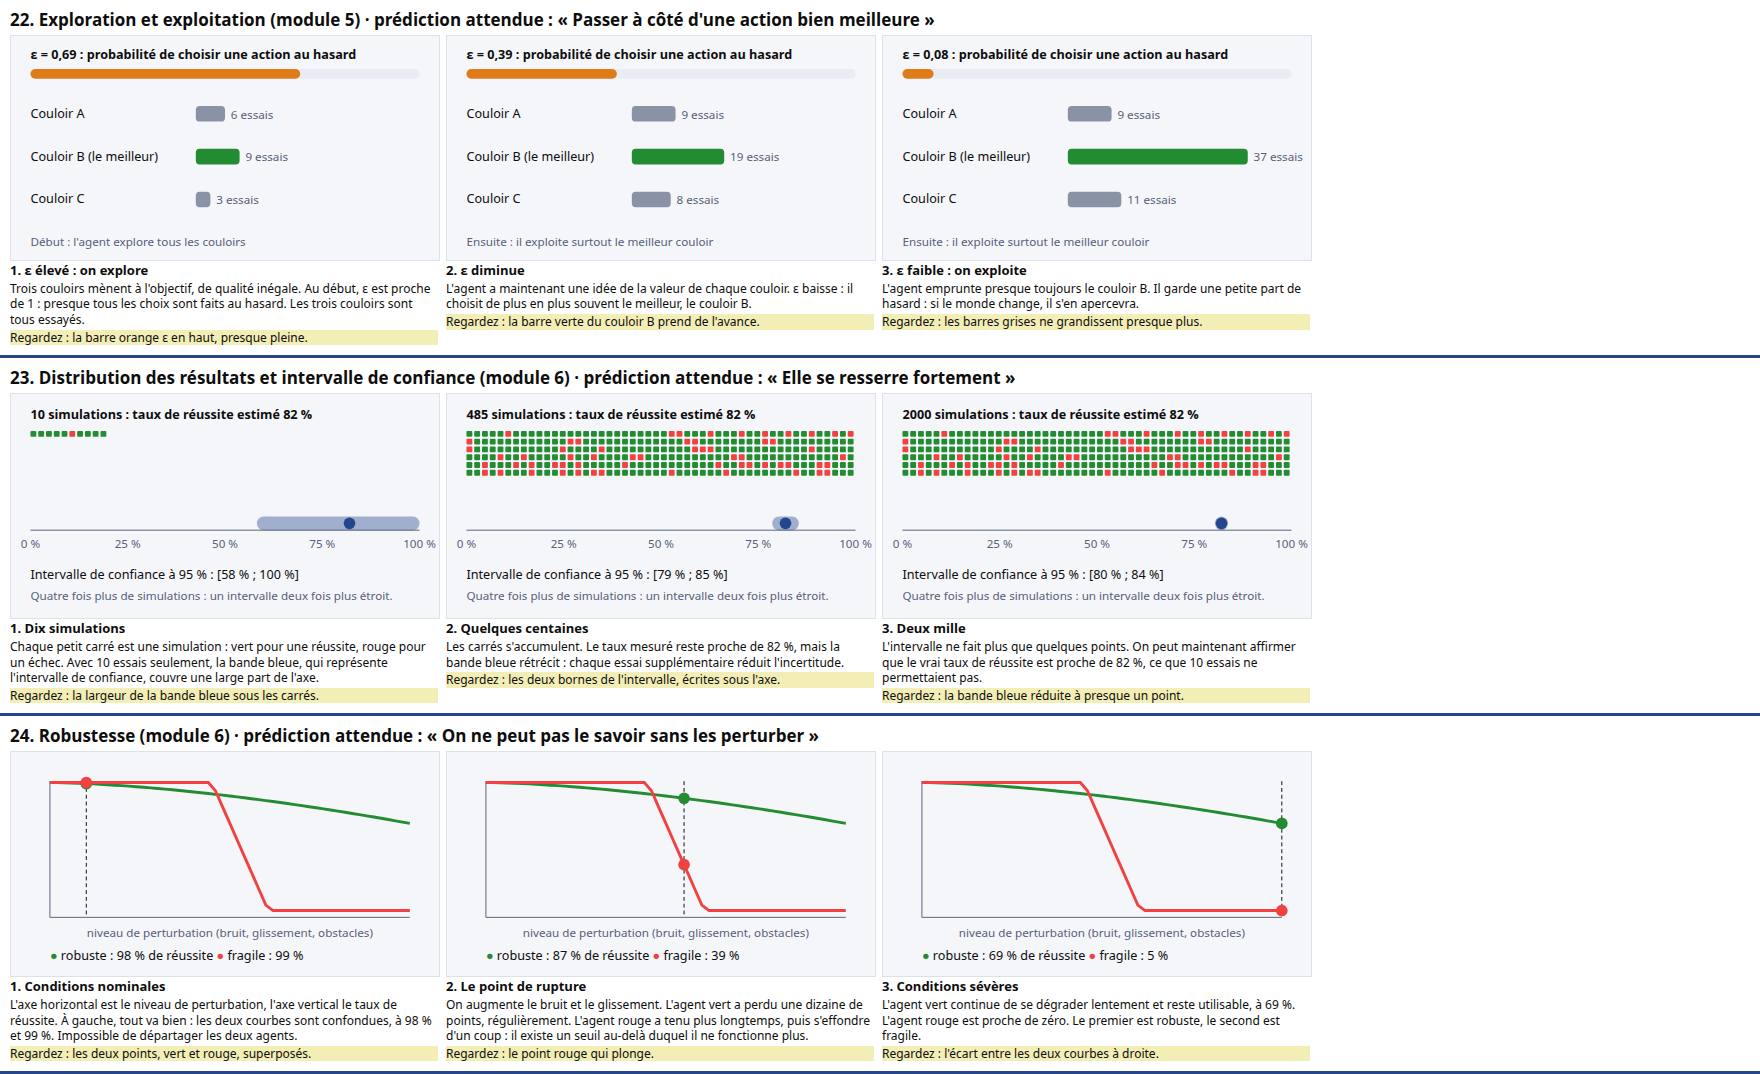 22. Exploration et exploitation (module 5) · prédiction attendue : « Passer à côté d'une action bien meilleure »
ε = 0,69 : probabilité de choisir une action au hasard
Couloir A
6 essais
Couloir B (le meilleur)
9 essais
Couloir C
3 essais
Début : l'agent explore tous les couloirs
1. ε élevé : on explore
Trois couloirs mènent à l'objectif, de qualité inégale. Au début, ε est proche
de 1 : presque tous les choix sont faits au hasard. Les trois couloirs sont
tous essayés.
Regardez : la barre orange ε en haut, presque pleine.
ε = 0,39 : probabilité de choisir une action au hasard
Couloir A
9 essais
Couloir B (le meilleur)
19 essais
Couloir C
8 essais
Ensuite : il exploite surtout le meilleur couloir
2. ε diminue
L'agent a maintenant une idée de la valeur de chaque couloir. ε baisse : il
choisit de plus en plus souvent le meilleur, le couloir B.
Regardez : la barre verte du couloir B prend de l'avance.
ε = 0,08 : probabilité de choisir une action au hasard
Couloir A
9 essais
Couloir B (le meilleur)
37 essais
Couloir C
11 essais
Ensuite : il exploite surtout le meilleur couloir
3. ε faible : on exploite
L'agent emprunte presque toujours le couloir B. Il garde une petite part de
hasard : si le monde change, il s'en apercevra.
Regardez : les barres grises ne grandissent presque plus.
23. Distribution des résultats et intervalle de confiance (module 6) · prédiction attendue : « Elle se resserre fortement »
10 simulations : taux de réussite estimé 82 %
0 % 25 % 50 % 75 % 100 %
Intervalle de confiance à 95 % : [58 % ; 100 %]
Quatre fois plus de simulations : un intervalle deux fois plus étroit.
1. Dix simulations
Chaque petit carré est une simulation : vert pour une réussite, rouge pour
un échec. Avec 10 essais seulement, la bande bleue, qui représente
l'intervalle de confiance, couvre une large part de l'axe.
Regardez : la largeur de la bande bleue sous les carrés.
485 simulations : taux de réussite estimé 82 %
0 % 25 % 50 % 75 % 100 %
Intervalle de confiance à 95 % : [79 % ; 85 %]
Quatre fois plus de simulations : un intervalle deux fois plus étroit.
2. Quelques centaines
Les carrés s'accumulent. Le taux mesuré reste proche de 82 %, mais la
bande bleue rétrécit : chaque essai supplémentaire réduit l'incertitude.
Regardez : les deux bornes de l'intervalle, écrites sous l'axe.
2000 simulations : taux de réussite estimé 82 %
0 % 25 % 50 % 75 % 100 %
Intervalle de confiance à 95 % : [80 % ; 84 %]
Quatre fois plus de simulations : un intervalle deux fois plus étroit.
3. Deux mille
L'intervalle ne fait plus que quelques points. On peut maintenant affirmer
que le vrai taux de réussite est proche de 82 %, ce que 10 essais ne
permettaient pas.
Regardez : la bande bleue réduite à presque un point.
24. Robustesse (module 6) · prédiction attendue : « On ne peut pas le savoir sans les perturber »
niveau de perturbation (bruit, glissement, obstacles)
● robuste : 98 % de réussite ● fragile : 99 %
1. Conditions nominales
L'axe horizontal est le niveau de perturbation, l'axe vertical le taux de
réussite. À gauche, tout va bien : les deux courbes sont confondues, à 98 %
et 99 %. Impossible de départager les deux agents.
Regardez : les deux points, vert et rouge, superposés.
niveau de perturbation (bruit, glissement, obstacles)
● robuste : 87 % de réussite ● fragile : 39 %
2. Le point de rupture
On augmente le bruit et le glissement. L'agent vert a perdu une dizaine de
points, régulièrement. L'agent rouge a tenu plus longtemps, puis s'effondre
d'un coup : il existe un seuil au-delà duquel il ne fonctionne plus.
Regardez : le point rouge qui plonge.
niveau de perturbation (bruit, glissement, obstacles)
● robuste : 69 % de réussite ● fragile : 5 %
3. Conditions sévères
L'agent vert continue de se dégrader lentement et reste utilisable, à 69 %.
L'agent rouge est proche de zéro. Le premier est robuste, le second est
fragile.
Regardez : l'écart entre les deux courbes à droite.